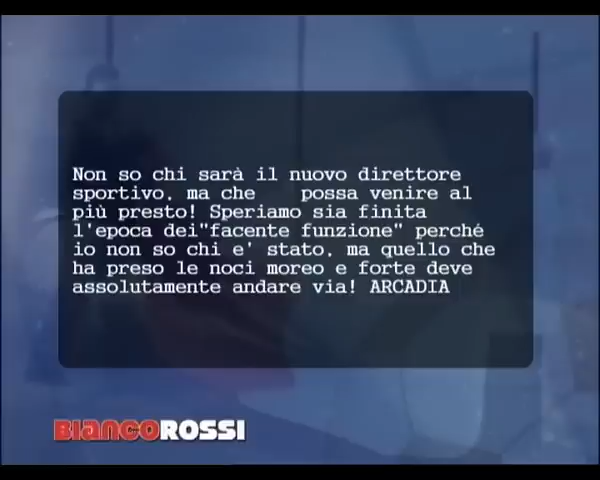 Non so chi sarà il nuovo direttore
sportivo, ma che    possa venire al
più presto! Speriamo sia finita
l'epoca dei"facente funzione" perché
io non so chi e' stato, ma quello che
ha preso le noci moreo e forte deve
assolutamente andare via! ARCADIA
BIANCOROSSI